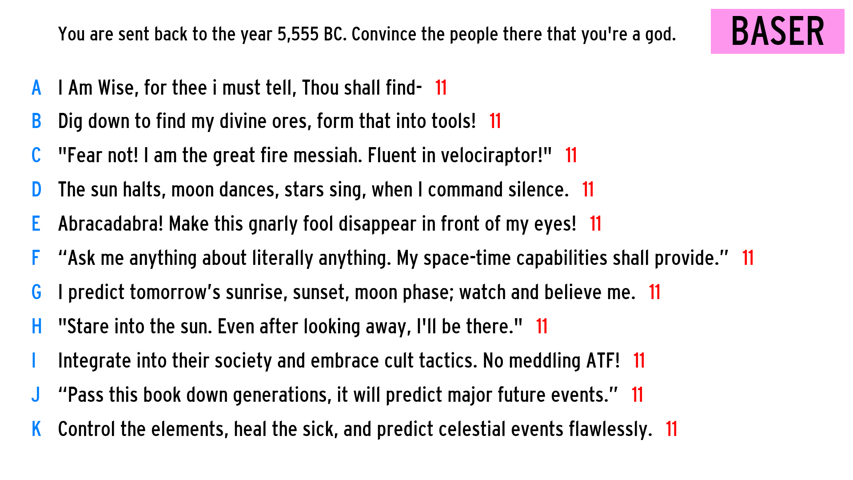 You are sent back to the year 5,555 BC. Convince the people there that you're a god.
BASER
A I Am Wise, for thee i must tell, Thou shall find- 11
B Dig down to find my divine ores, form that into tools! 11
C "Fear not! I am the great fire messiah. Fluent in velociraptor!" 11
D The sun halts, moon dances, stars sing, when I command silence. 11
E Abracadabra! Make this gnarly fool disappear in front of my eyes! 11
F “Ask me anything about literally anything. My space-time capabilities shall provide.” 11
G I predict tomorrow’s sunrise, sunset, moon phase; watch and believe me. 11
H "Stare into the sun. Even after looking away, I'll be there." 11
I Integrate into their society and embrace cult tactics. No meddling ATF! 11
J “Pass this book down generations, it will predict major future events.” 11
K Control the elements, heal the sick, and predict celestial events flawlessly. 11